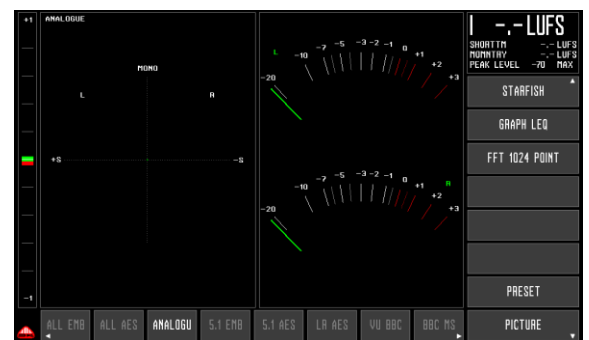 +1
ANALOGUE
MONO
L
R
+S
-S
-1
L
-20
-10
-7
-5
-3
-2
-1
0
+1
+2
+3
R
-20
-10
-7
-5
-3
-2
-1
0
+1
+2
+3
I -.- LUFS
SHORTTM -.- LUFS
MOMNTRY -.- LUFS
PEAK LEVEL -70 MAX
STARFISH
GRAPH LEQ
FFT 1024 POINT
PRESET
PICTURE
ALL EMB
ALL AES
ANALOGU
5.1 EMB
5.1 AES
LR AES
VU BBC
BBC MS